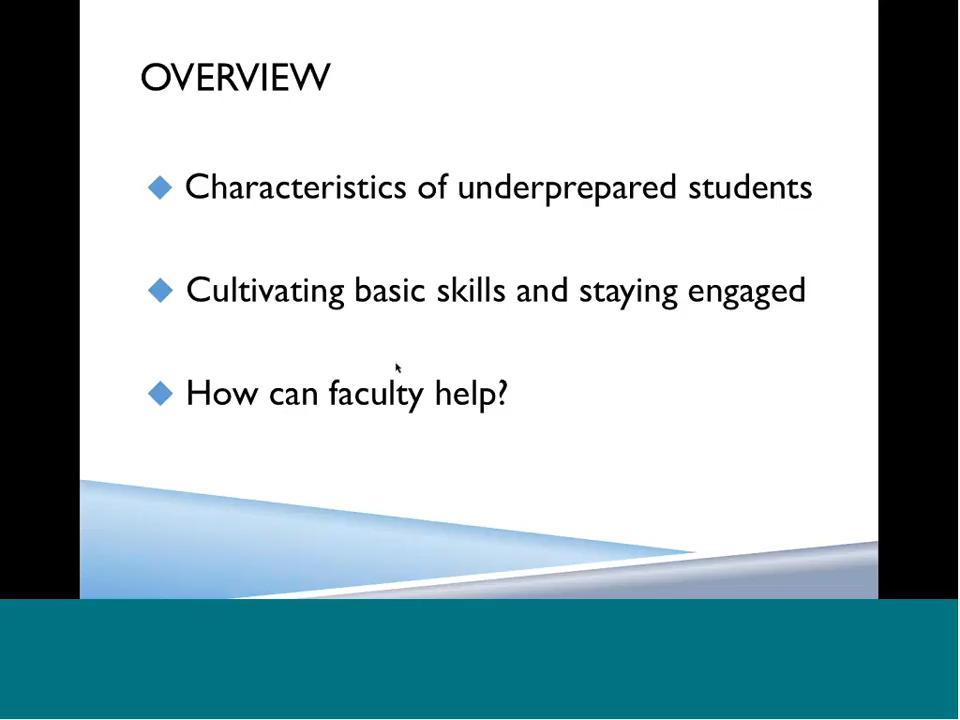 OVERVIEW
Characteristics of underprepared students
Cultivating basic skills and staying engaged
How can faculty help?